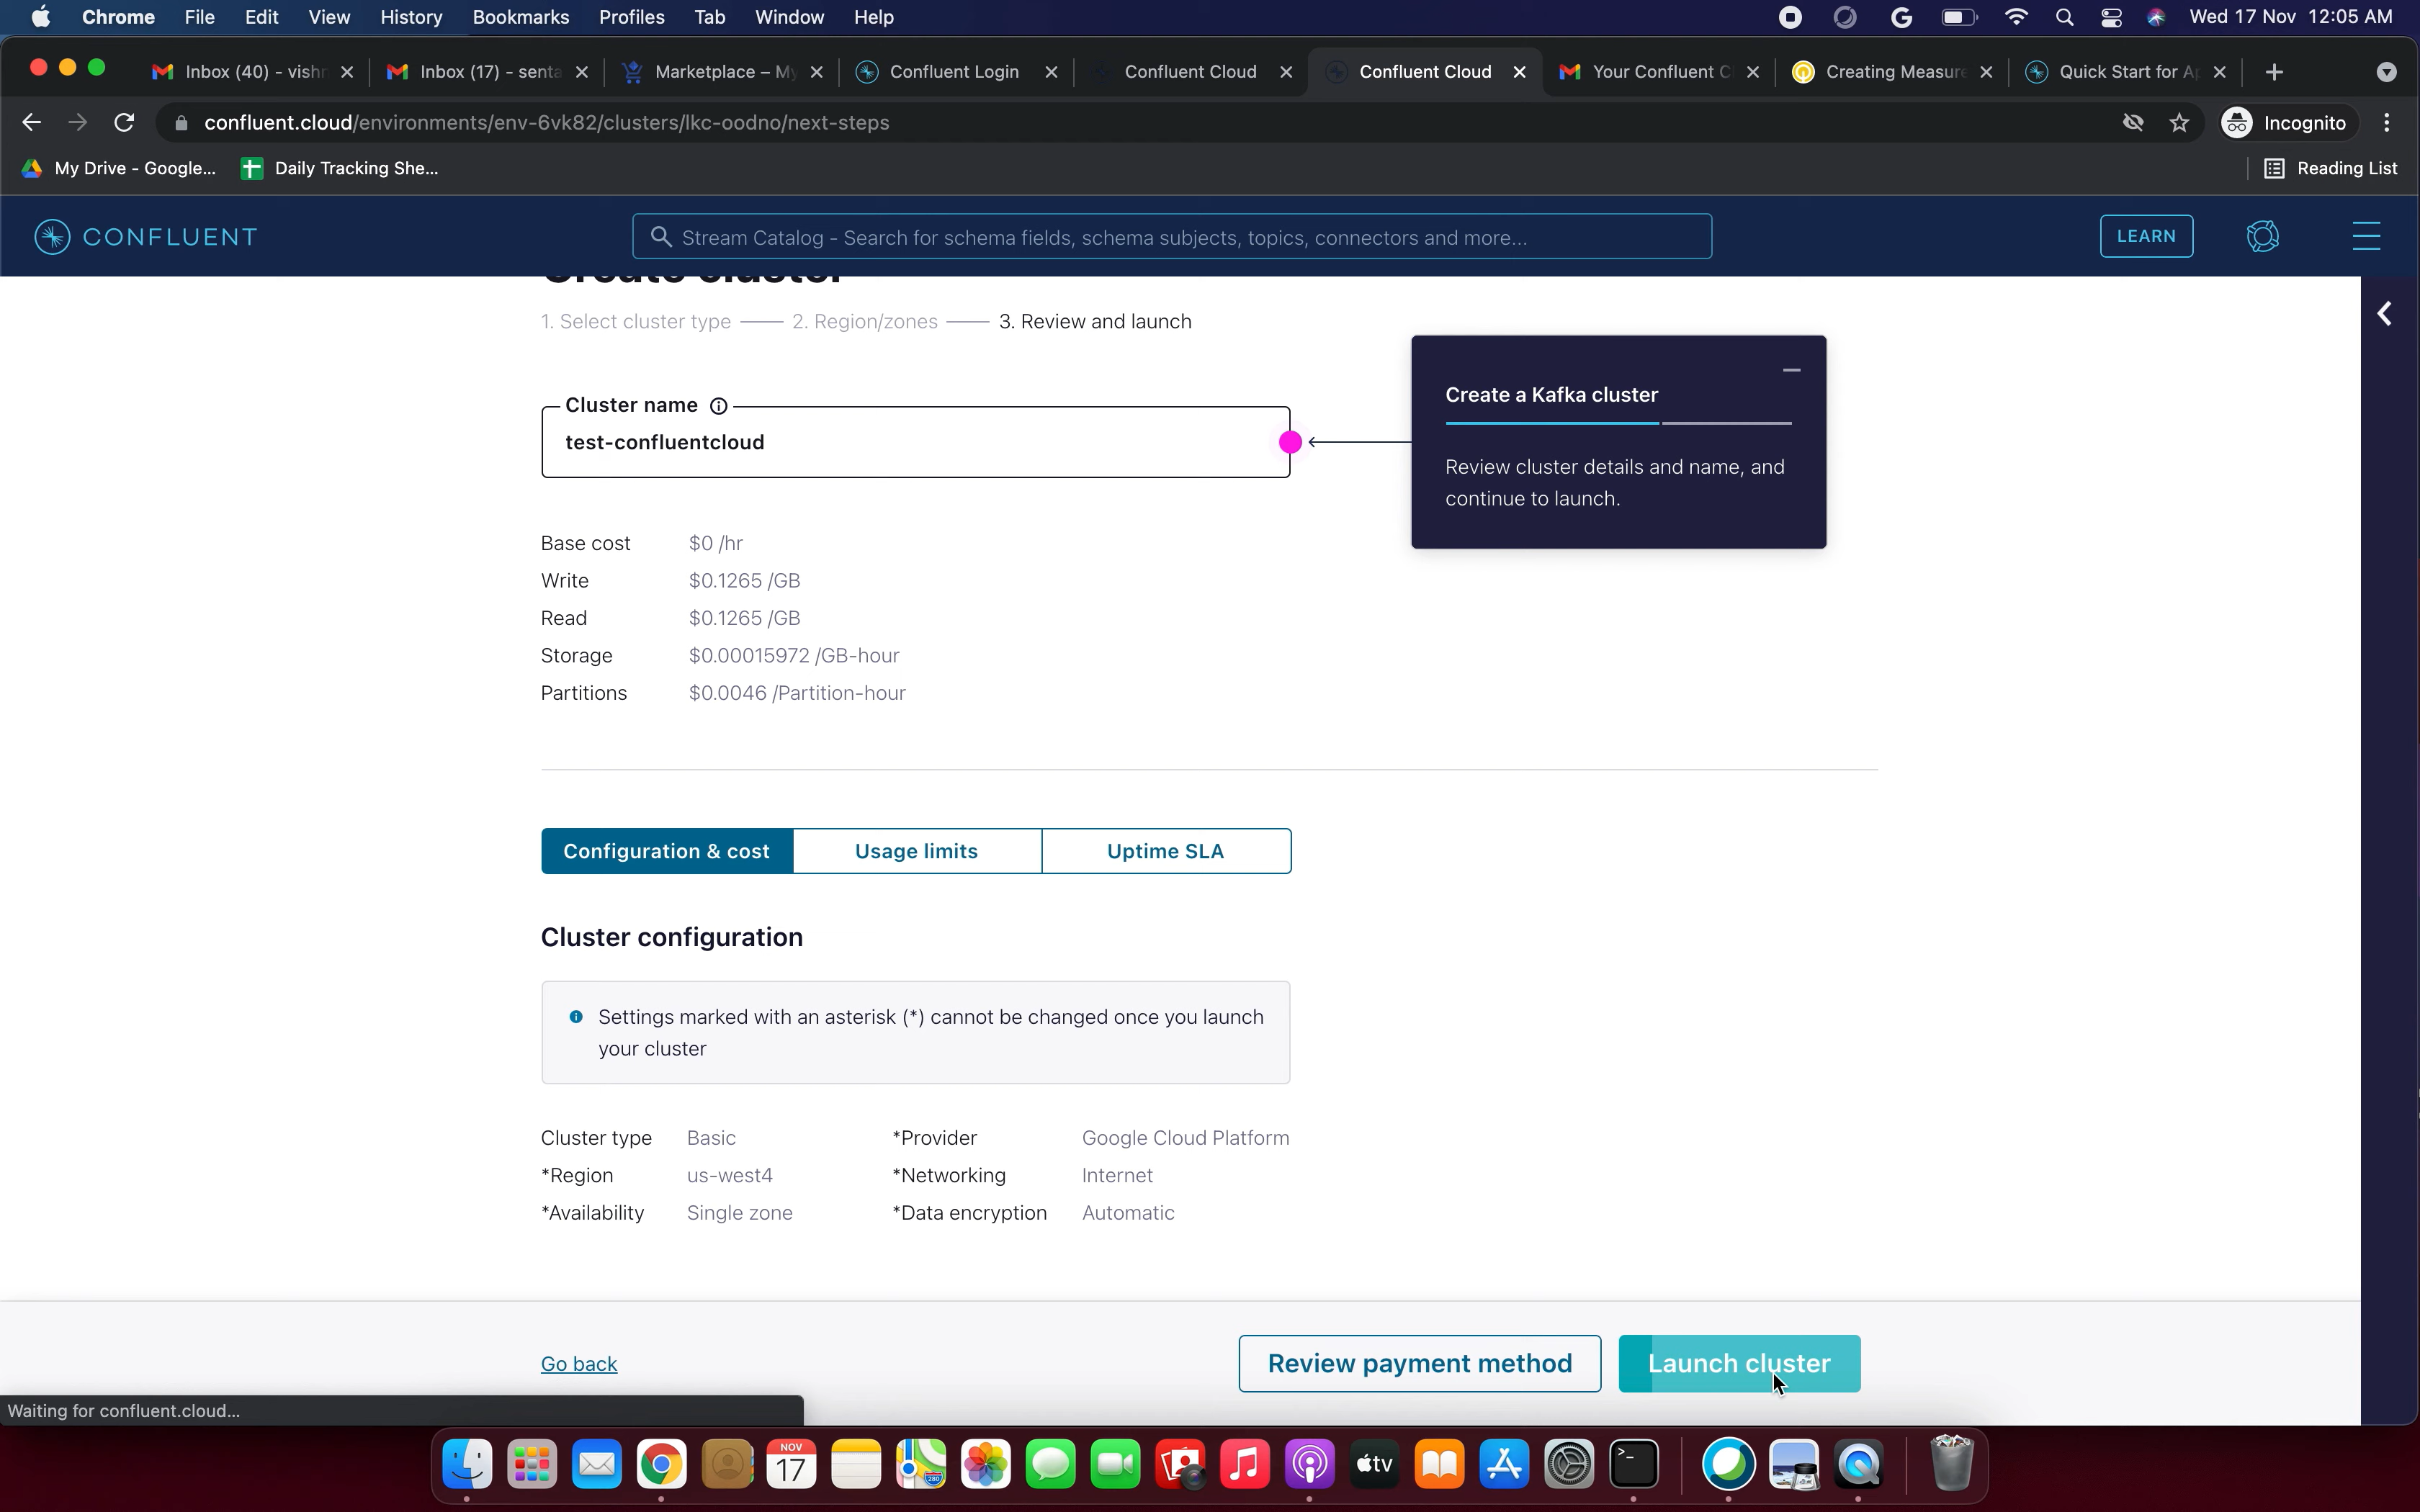 Chrome File Edit View History Bookmarks Profiles Tab Window Help Wed 17 Nov 12:05 AM
Inbox (40) - vishr Inbox (17) - senta Marketplace – My Confluent Login Confluent Cloud Confluent Cloud Your Confluent C Creating Measure Quick Start for Ap
confluent.cloud/environments/env-6vk82/clusters/lkc-oodno/next-steps Incognito
My Drive - Google... Daily Tracking She... Reading List
CONFLUENT Stream Catalog - Search for schema fields, schema subjects, topics, connectors and more... LEARN
Create cluster
1. Select cluster type 2. Region/zones 3. Review and launch
Cluster name
test-confluentcloud
Create a Kafka cluster
Review cluster details and name, and
continue to launch.
Base cost $0 /hr
Write $0.1265 /GB
Read $0.1265 /GB
Storage $0.00015972 /GB-hour
Partitions $0.0046 /Partition-hour
Configuration & cost Usage limits Uptime SLA
Cluster configuration
Settings marked with an asterisk (*) cannot be changed once you launch
your cluster
Cluster type Basic *Provider Google Cloud Platform
*Region us-west4 *Networking Internet
*Availability Single zone *Data encryption Automatic
Go back Review payment method Launch cluster
Waiting for confluent.cloud...
NOV
17
280
tv